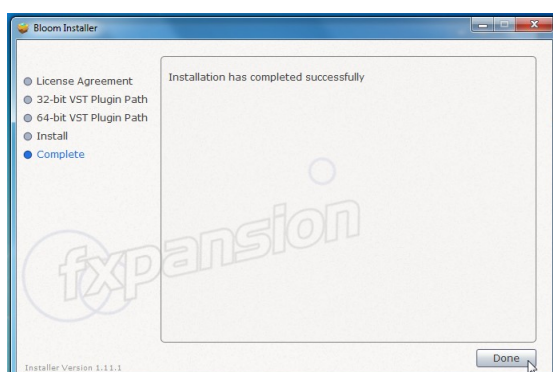 Bloom Installer
License Agreement
32-bit VST Plugin Path
64-bit VST Plugin Path
Install
Complete
Installation has completed successfully
fxpansion
Done
Installer Version 1.11.1